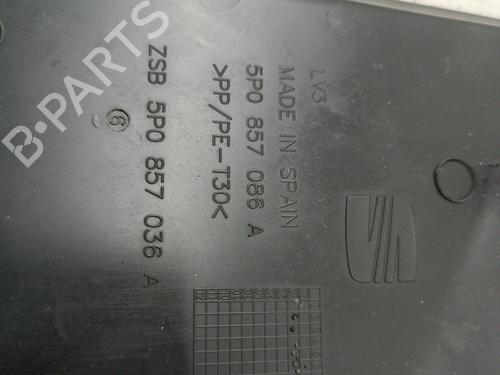 LV3
MADE IN SPAIN
5P0 857 086 A
>PP/PE-T30<
ZSB 5P0 857 036 A
6
B-PARTS